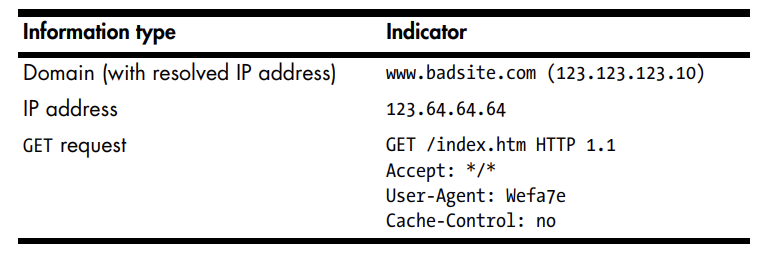 Information type Indicator
Domain (with resolved IP address) www.badsite.com (123.123.123.10)
IP address 123.64.64.64
GET request GET /index.htm HTTP 1.1
Accept: */*
User-Agent: Wefa7e
Cache-Control: no